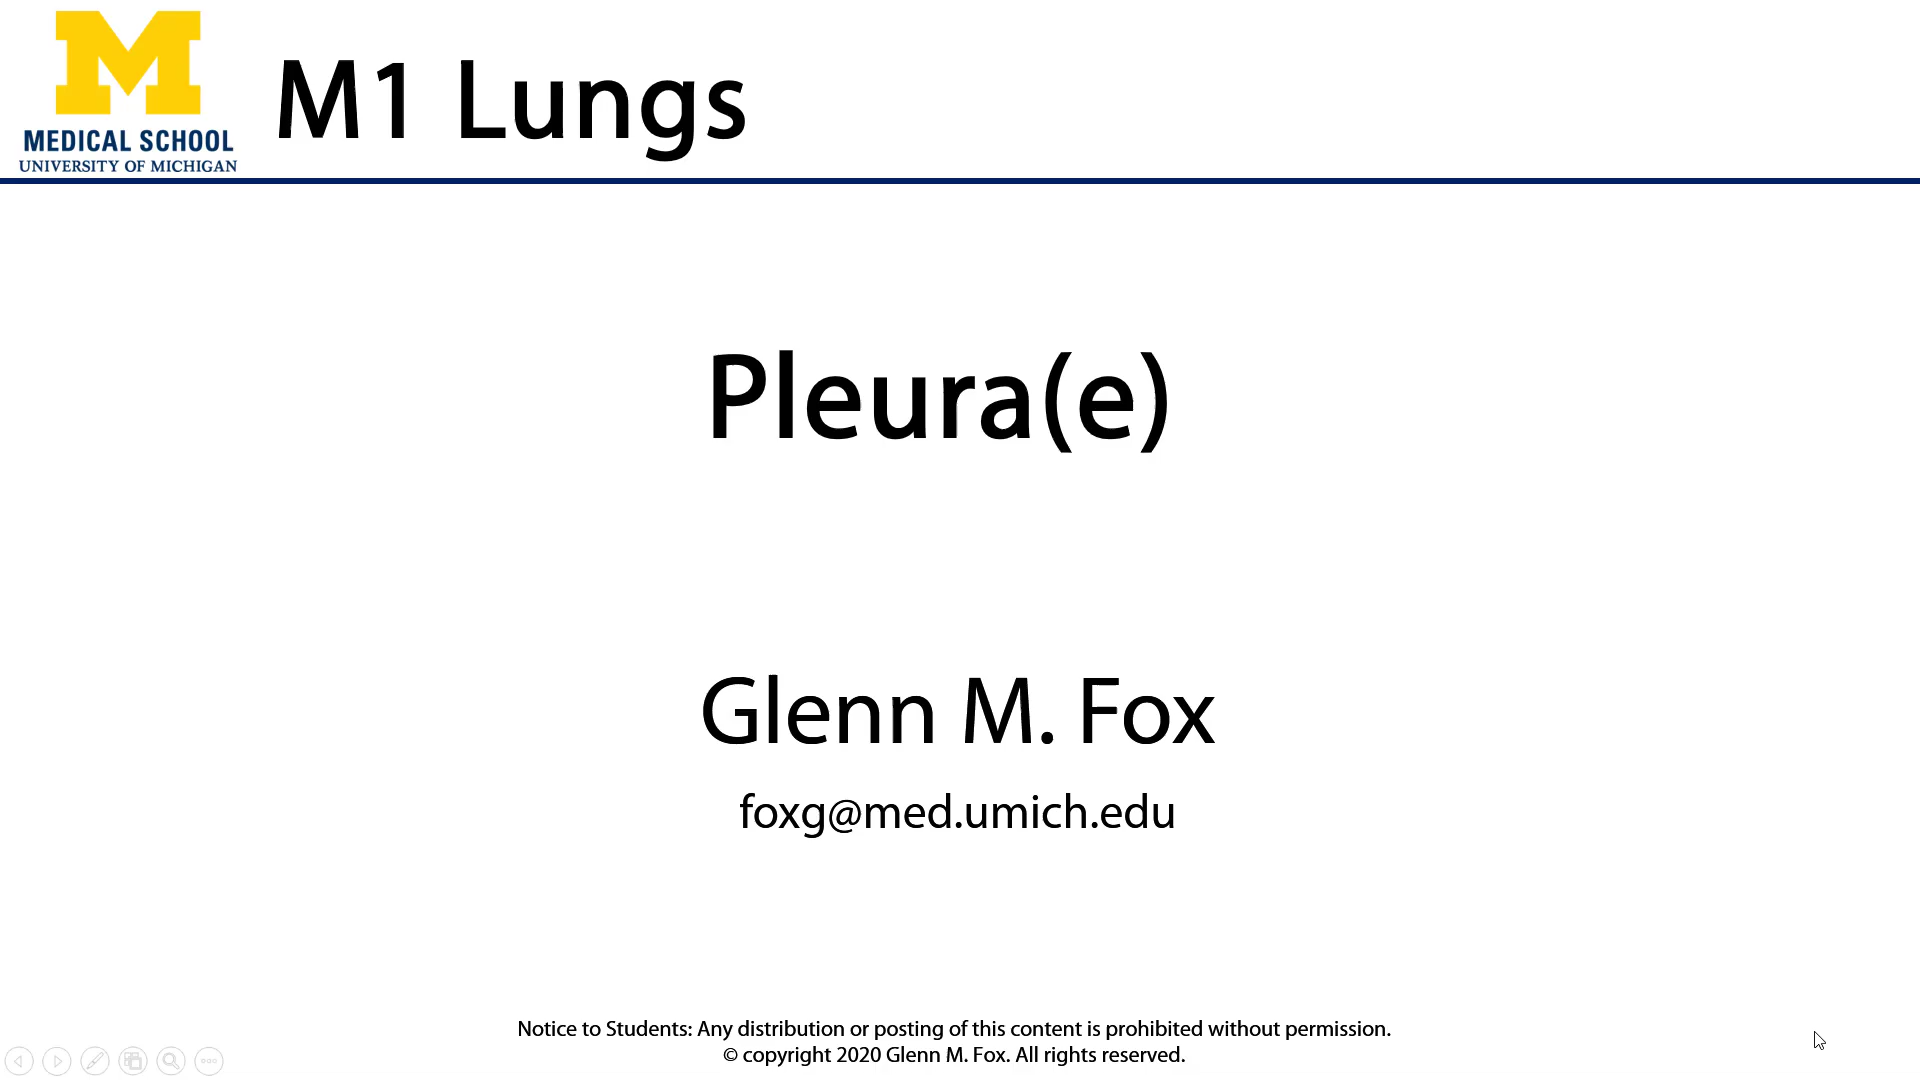 M
MEDICAL SCHOOL
UNIVERSITY OF MICHIGAN
M1 Lungs
Pleura(e)
Glenn M. Fox
foxg@med.umich.edu
Notice to Students: Any distribution or posting of this content is prohibited without permission.
© copyright 2020 Glenn M. Fox. All rights reserved.